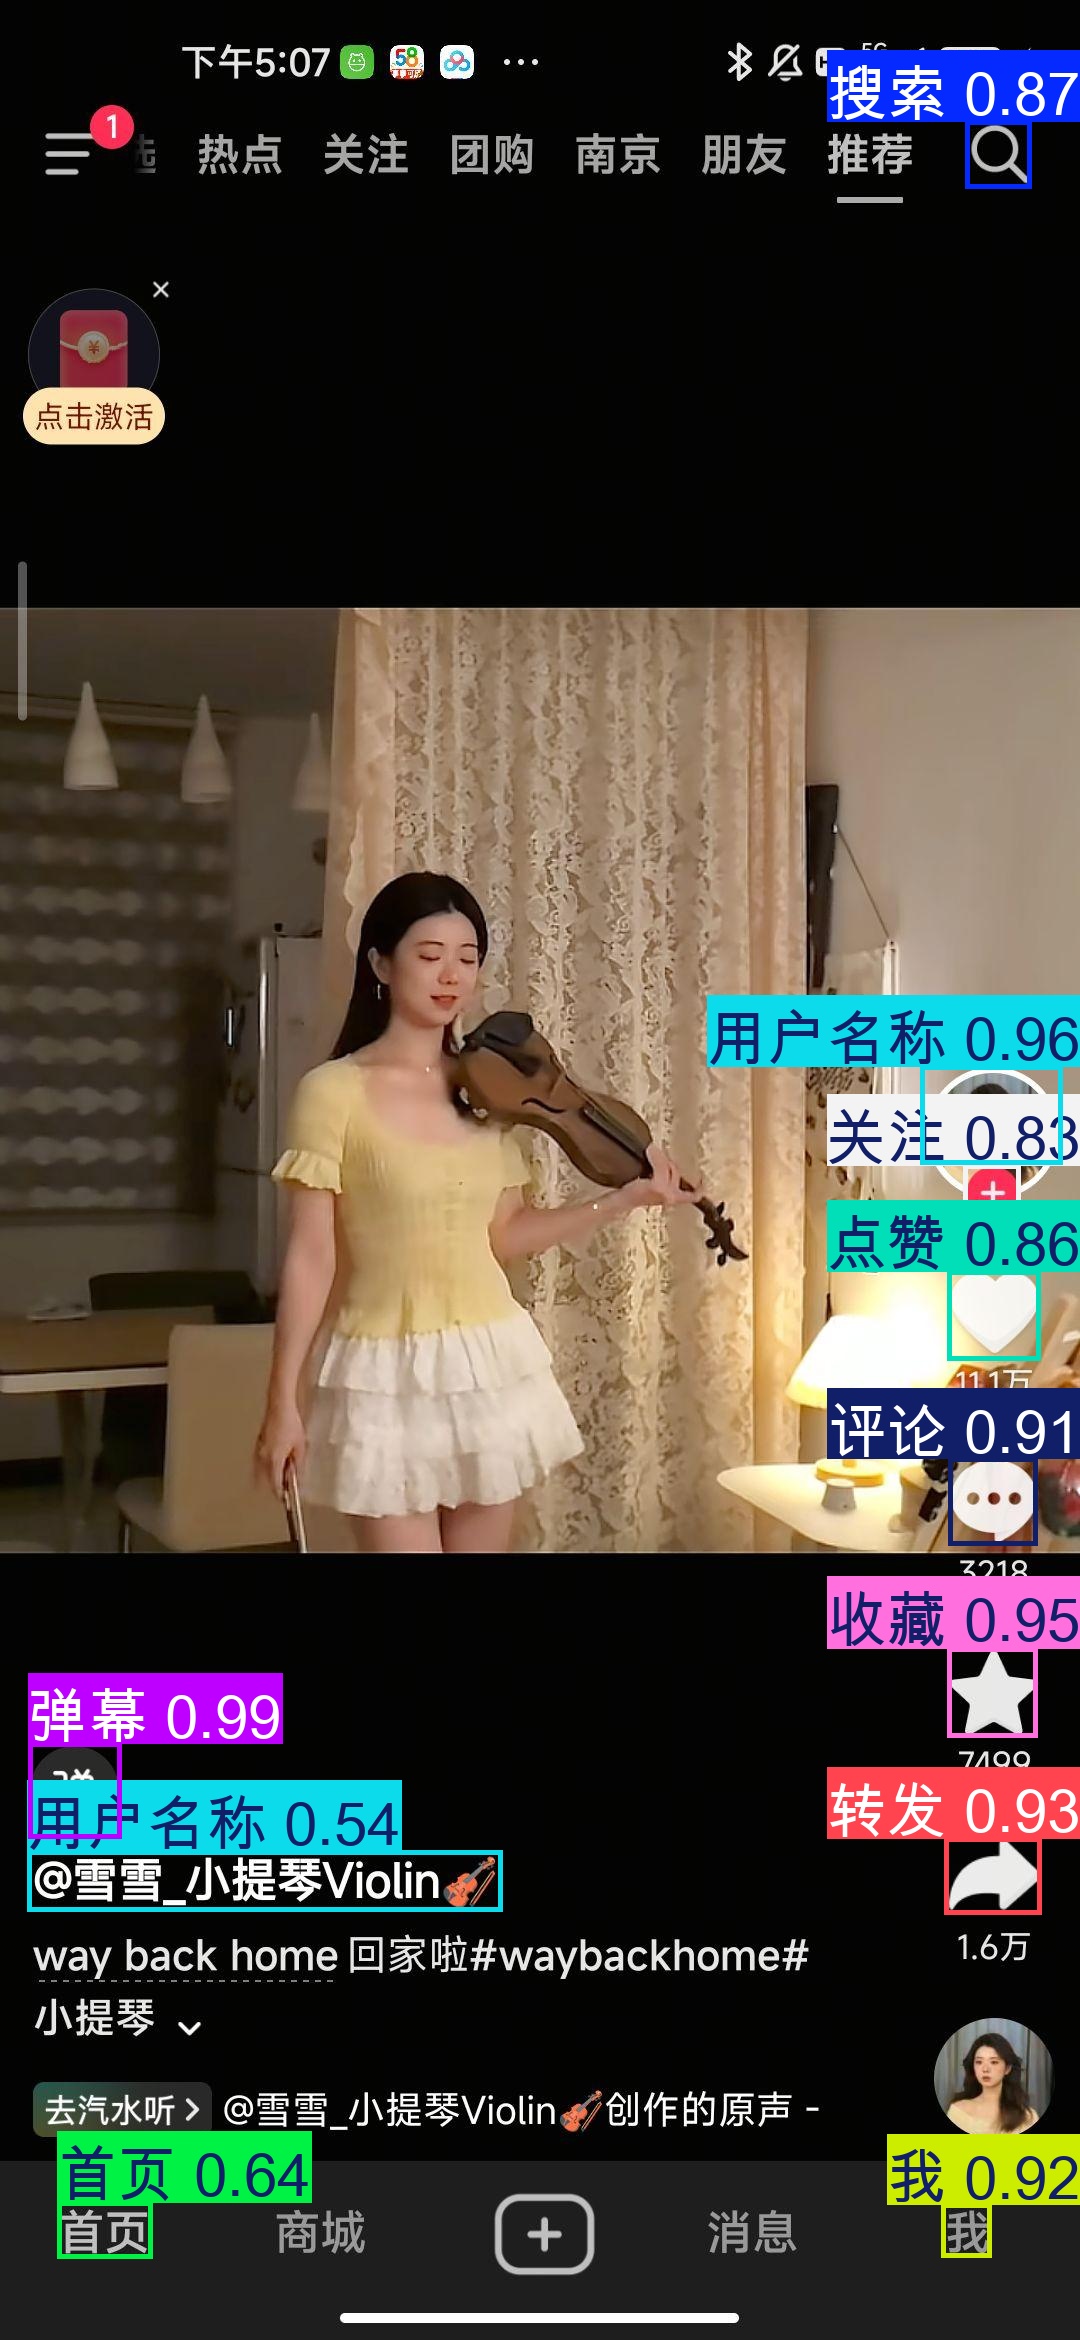 下午5:07
搜索 0.87
1
热点 关注 团购 南京 朋友 推荐
点击激活
用户名称 0.96
关注 0.83
点赞 0.86
11.1万
评论 0.91
3218
收藏 0.95
7499
弹幕 0.99
转发 0.93
用户名称 0.54
@雪雪_小提琴Violin🎻
1.6万
way back home 回家啦#waybackhome#
小提琴
去汽水听 > @雪雪_小提琴Violin🎻创作的原声 -
首页 0.64
我 0.92
首页 商城 消息 我